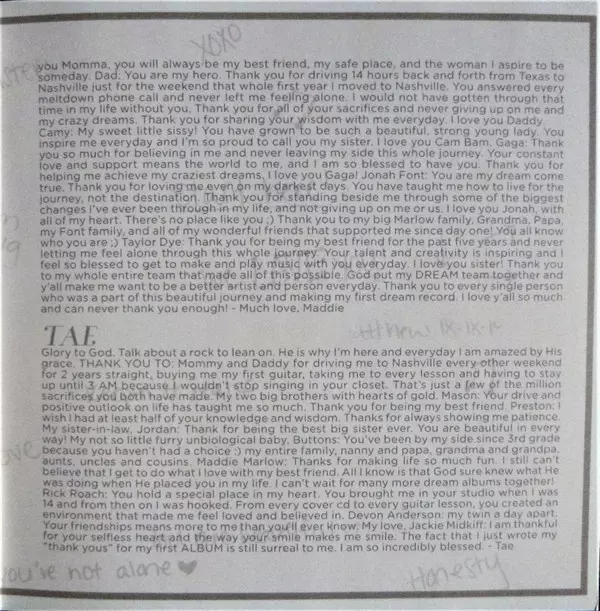 XOXO
you Momma, you will always be my best friend, my safe place, and the woman I aspire to be
someday. Dad: You are my hero. Thank you for driving 14 hours back and forth from Texas to
Nashville just for the weekend that whole first year I moved to Nashville. You answered every
meltdown phone call and never left me feeling alone. I would not have gotten through that
time in my life without you. Thank you for all of your sacrifices and never giving up on me and
my crazy dreams. Thank you for sharing your wisdom with me everyday. I love you Daddy.
Camy: My sweet little sissy! You have grown to be such a beautiful, strong young lady. You
inspire me everyday and I'm so proud to call you my sister. I love you Cam Bam. Gaga: Thank
you so much for believing in me and never leaving my side this whole journey. Your constant
love and support means the world to me, and I am so blessed to have you. Thank you for
helping me achieve my craziest dreams. I love you Gaga! Jonah Font: You are my dream come
true. Thank you for loving me even on my darkest days. You have taught me how to live for the
journey, not the destination. Thank you for standing beside me through some of the biggest
changes I've ever been through in my life, and not giving up on me or us. I love you Jonah, with
all of my heart. There's no place like you ;) Thank you to my big Marlow family, Grandma, Papa,
my Font family, and all of my wonderful friends that supported me since day one! You all know
who you are ;) Taylor Dye: Thank you for being my best friend for the past five years and never
letting me feel alone through this whole journey. Your talent and creativity is inspiring and I
feel so blessed to get to make and play music with you everyday. I love you sister! Thank you
to my whole entire team that made all of this possible. God put my DREAM team together and
y'all make me want to be a better artist and person everyday. Thank you to every single person
who was a part of this beautiful journey and making my first dream record. I love y'all so much
and can never thank you enough! - Much love, Maddie
TAE
Glory to God. Talk about a rock to lean on. He is why I'm here and everyday I am amazed by His
grace. THANK YOU TO: Mommy and Daddy for driving me to Nashville every other weekend
for 2 years straight, buying me my first guitar, taking me to every lesson and having to stay
up until 3 AM because I wouldn't stop singing in your closet. That's just a few of the million
sacrifices you both have made. My two big brothers with hearts of gold. Mason: Your drive and
positive outlook on life has taught me so much. Thank you for being my best friend. Preston: I
wish I had at least half of your knowledge and wisdom. Thanks for always showing me patience.
My sister-in-law, Jordan: Thank for being the best big sister ever. You are beautiful in every
way! My not so little furry unbiological baby, Buttons: You've been by my side since 3rd grade
because you haven't had a choice :) my entire family, nanny and papa, grandma and grandpa,
aunts, uncles and cousins. Maddie Marlow: Thanks for making life so much fun. I still can't
believe that I get to do what I love with my best friend. All I know is that God sure knew what He
was doing when He placed you in my life. I can't wait for many more dream albums together!
Rick Roach: You hold a special place in my heart. You brought me in your studio when I was
14 and from then on I was hooked. From every cover cd to every guitar lesson, you created an
environment that made me feel loved and believed in. Devon Anderson: my twin a day apart.
Your friendships means more to me than you'll ever know. My love, Jackie Midkiff: I am thankful
for your selfless heart and the way your smile makes me smile. The fact that I just wrote my
"thank yous" for my first ALBUM is still surreal to me. I am so incredibly blessed. - Tae
you're not alone ♥
Honesty